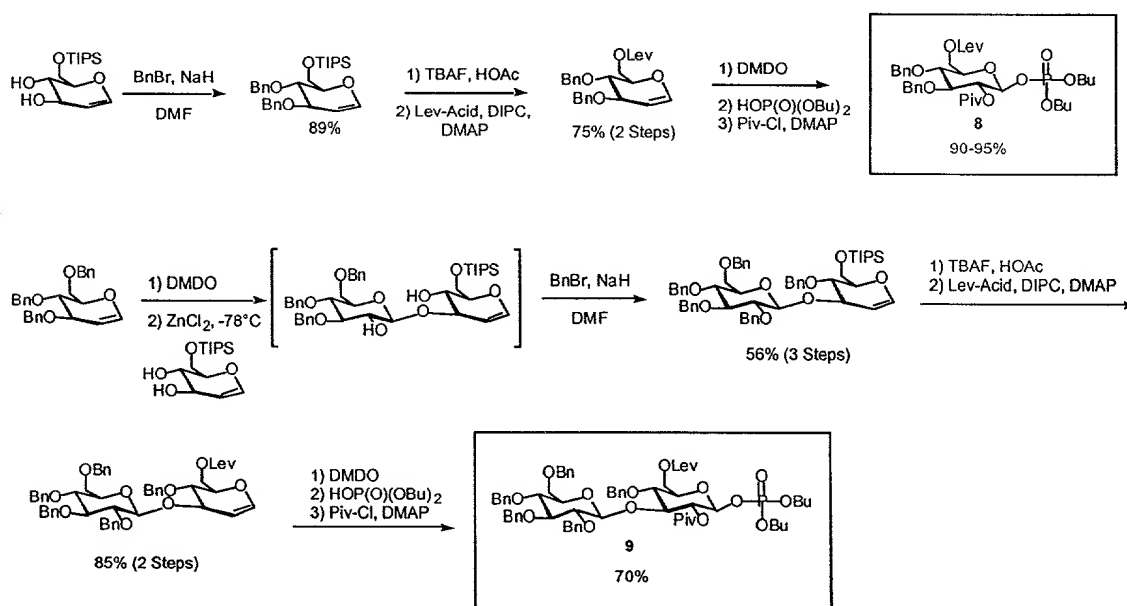 OTIPS
HO
HO
O
BnBr, NaH
DMF
OTIPS
BnO
BnO
O
89%
1) TBAF, HOAc
2) Lev-Acid, DIPC,
DMAP
OLev
BnO
BnO
O
75% (2 Steps)
1) DMDO
2) HOP(O)(OBu)2
3) Piv-Cl, DMAP
OLev
BnO
BnO
O
PivO
O
O
P
OBu
OBu
8
90-95%
OBn
BnO
BnO
O
1) DMDO
2) ZnCl2, -78°C
OTIPS
HO
HO
O
OBn
BnO
BnO
O
HO
O
OTIPS
HO
O
BnBr, NaH
DMF
OBn
BnO
BnO
O
BnO
O
OTIPS
BnO
O
56% (3 Steps)
1) TBAF, HOAc
2) Lev-Acid, DIPC, DMAP
OBn
BnO
BnO
O
BnO
O
OLev
BnO
O
85% (2 Steps)
1) DMDO
2) HOP(O)(OBu)2
3) Piv-Cl, DMAP
OBn
BnO
BnO
O
BnO
O
OLev
BnO
O
PivO
O
O
P
OBu
OBu
9
70%